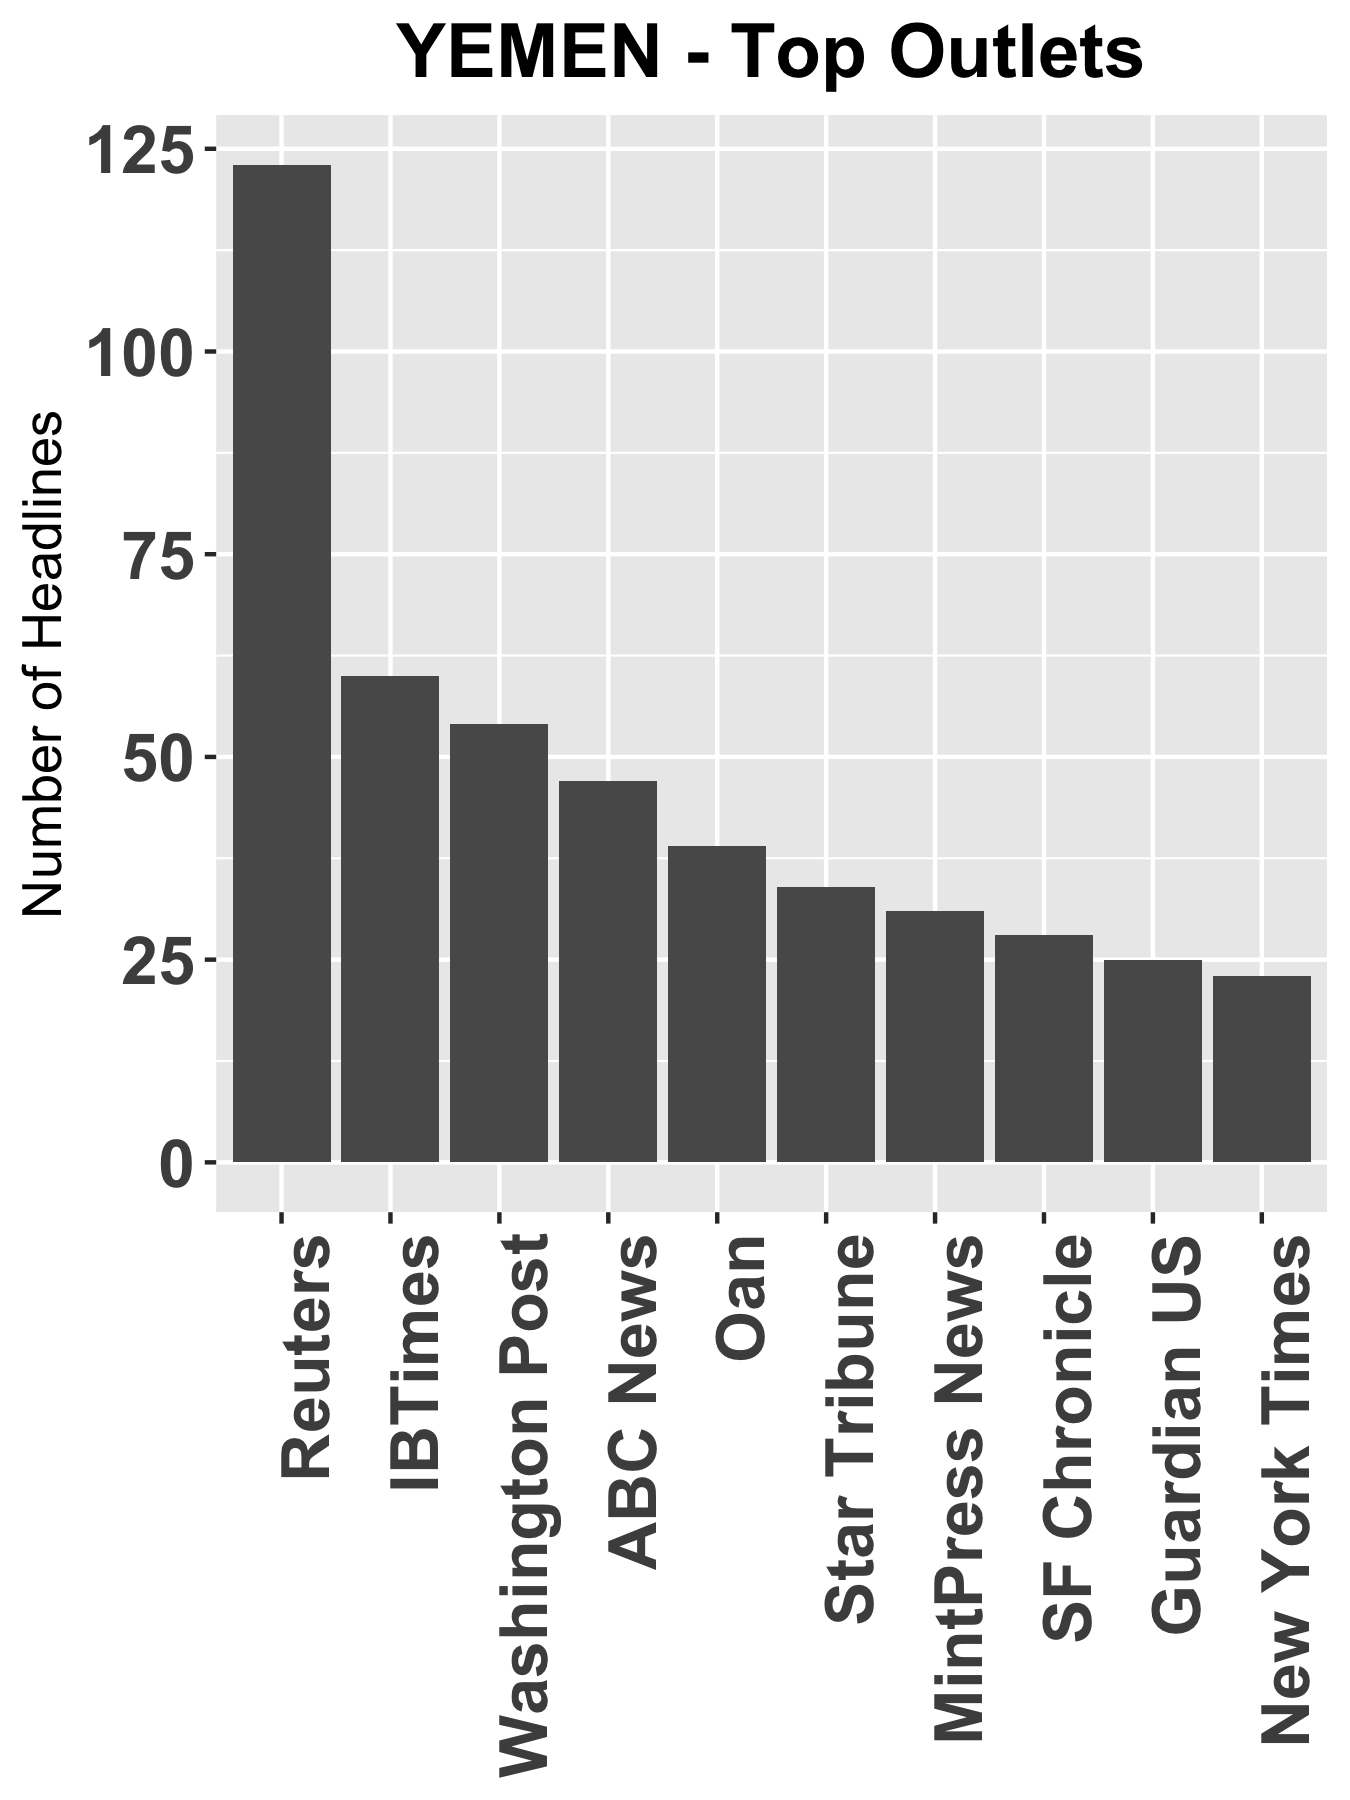 YEMEN - Top Outlets
Number of Headlines
125
100
75
50
25
0
Reuters
IBTimes
Washington Post
ABC News
Oan
Star Tribune
MintPress News
SF Chronicle
Guardian US
New York Times